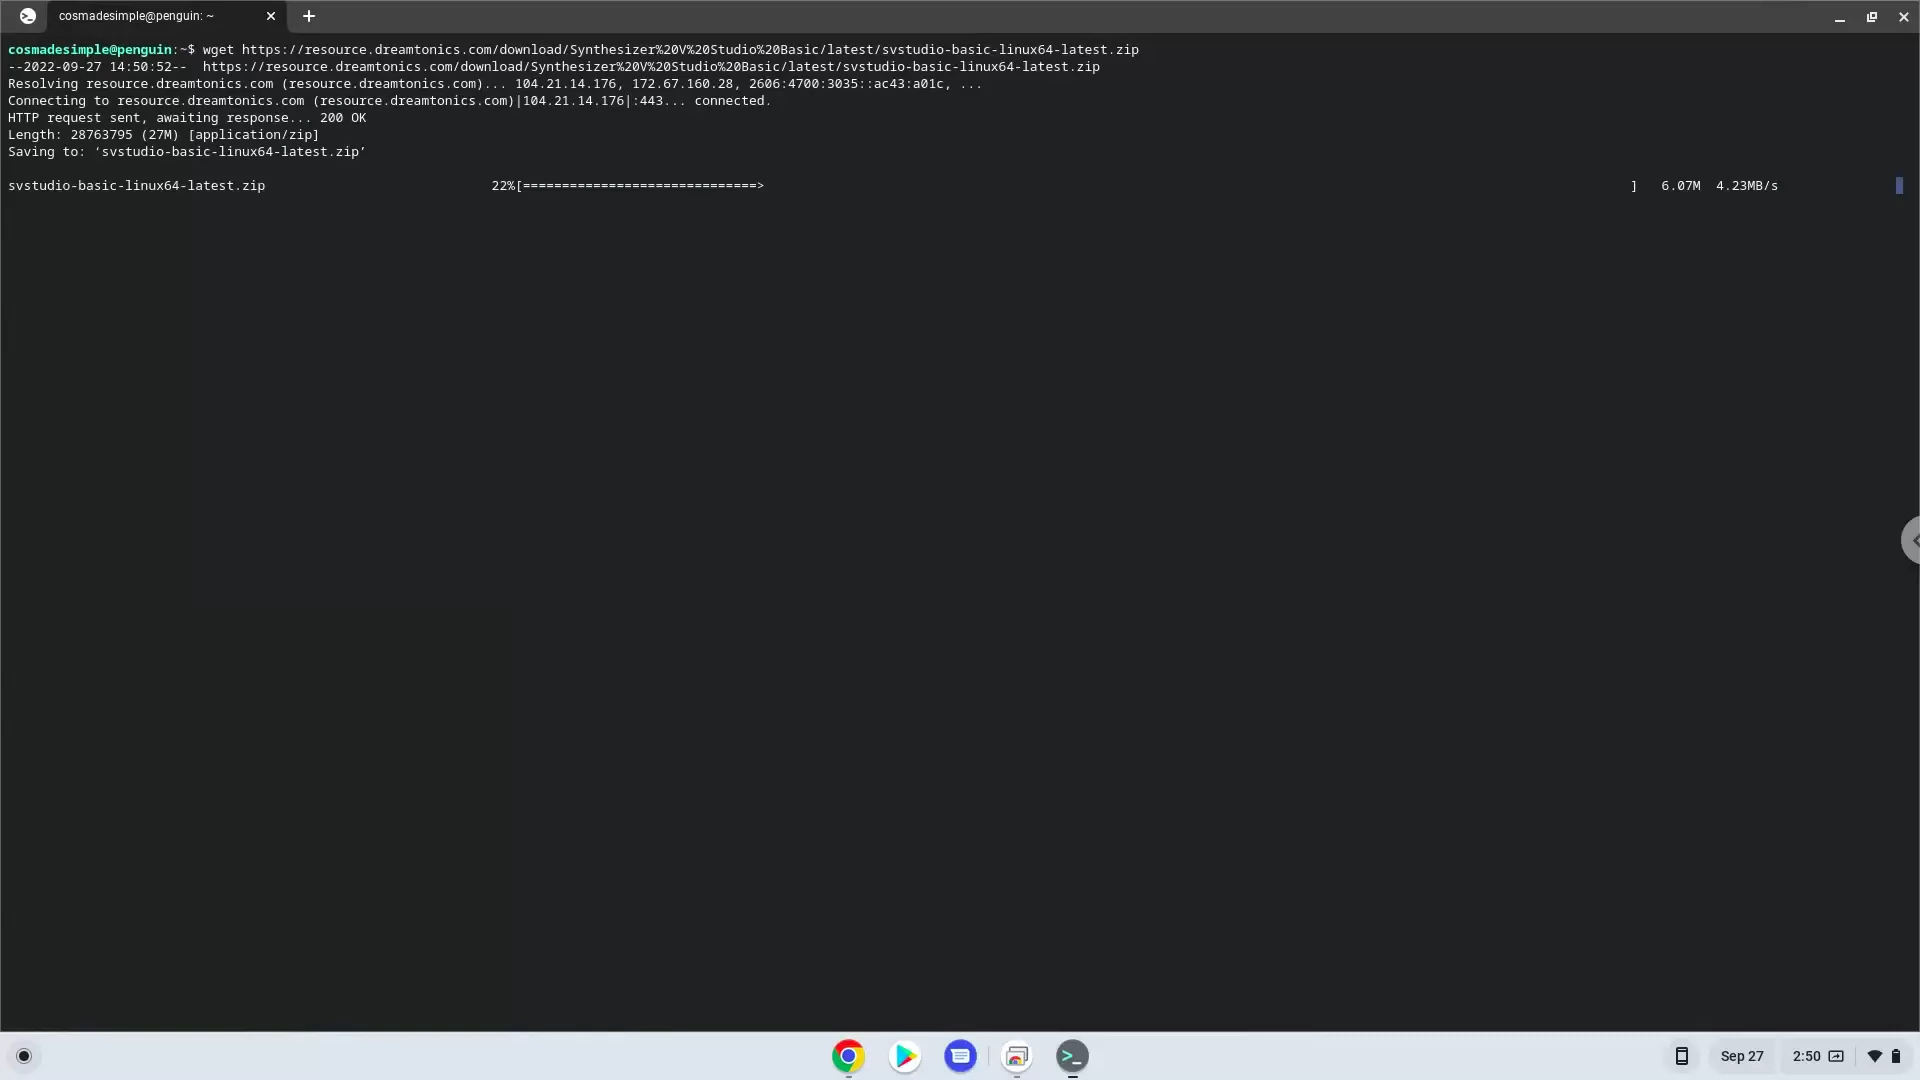 cosmadesimple@penguin: ~
cosmadesimple@penguin:~$ wget https://resource.dreamtonics.com/download/Synthesizer%20V%20Studio%20Basic/latest/svstudio-basic-linux64-latest.zip
--2022-09-27 14:50:52--  https://resource.dreamtonics.com/download/Synthesizer%20V%20Studio%20Basic/latest/svstudio-basic-linux64-latest.zip
Resolving resource.dreamtonics.com (resource.dreamtonics.com)... 104.21.14.176, 172.67.160.28, 2606:4700:3035::ac43:a01c, ...
Connecting to resource.dreamtonics.com (resource.dreamtonics.com)|104.21.14.176|:443... connected.
HTTP request sent, awaiting response... 200 OK
Length: 28763795 (27M) [application/zip]
Saving to: ‘svstudio-basic-linux64-latest.zip’
svstudio-basic-linux64-latest.zip 22%[==============================> ] 6.07M 4.23MB/s
Sep 27 2:50